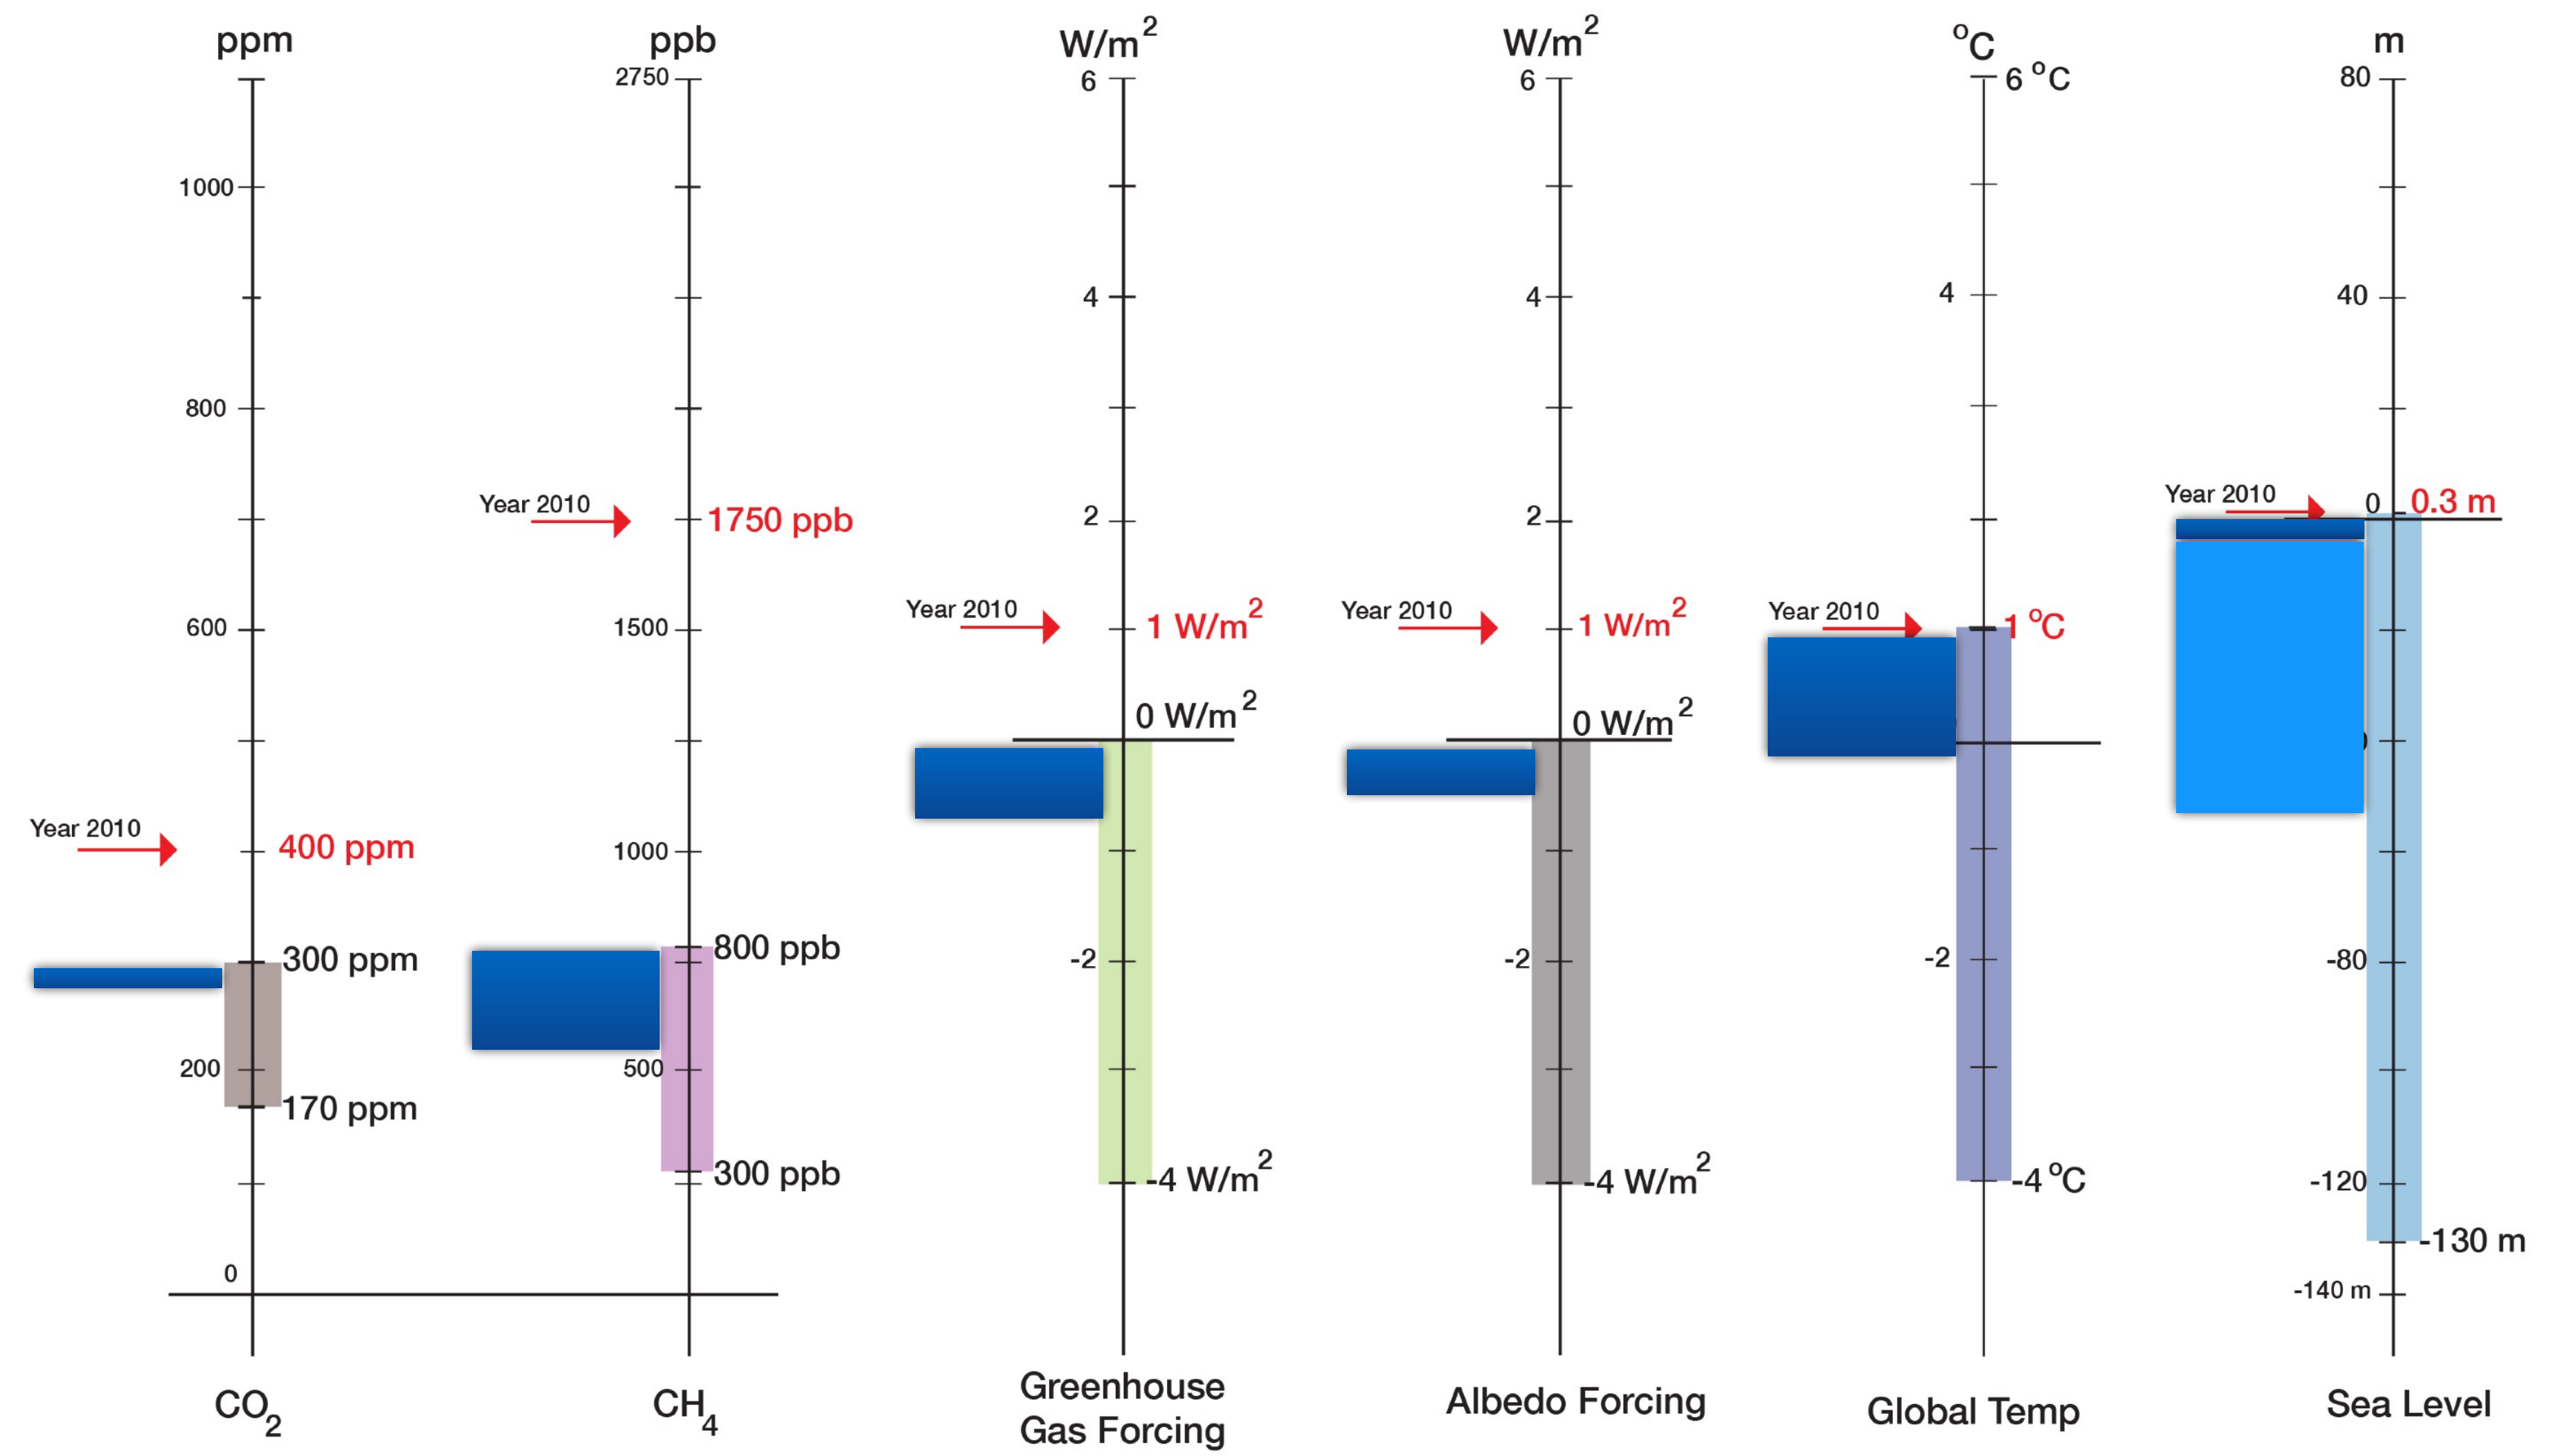 ppm
1000
800
600
Year 2010
400 ppm
300 ppm
200
170 ppm
0
CO2
ppb
2750
Year 2010
1750 ppb
1500
1000
800 ppb
500
300 ppb
CH4
W/m2
6
4
2
Year 2010
1 W/m2
0 W/m2
-2
-4 W/m2
Greenhouse
Gas Forcing
W/m2
6
4
2
Year 2010
1 W/m2
0 W/m2
-2
-4 W/m2
Albedo Forcing
oC
6 oC
4
Year 2010
1 oC
-2
-4 oC
Global Temp
m
80
40
Year 2010
0
0.3 m
-80
-120
-130 m
-140 m
Sea Level